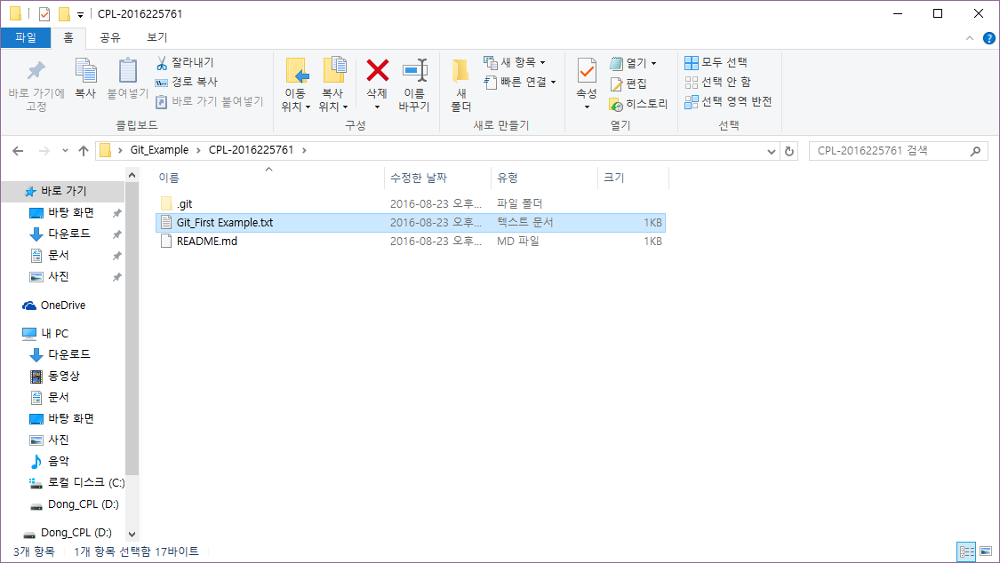 CPL-2016225761
파일 홈 공유 보기
바로 가기에 고정
복사
붙여넣기
잘라내기
경로 복사
바로 가기 붙여넣기
클립보드
이동 위치
복사 위치
삭제
이름 바꾸기
구성
새 폴더
새 항목
빠른 연결
새로 만들기
속성
열기
편집
히스토리
열기
모두 선택
선택 안 함
선택 영역 반전
선택
Git_Example CPL-2016225761
CPL-2016225761 검색
바로 가기
바탕 화면
다운로드
문서
사진
OneDrive
내 PC
다운로드
동영상
문서
바탕 화면
사진
음악
로컬 디스크 (C:)
Dong_CPL (D:)
Dong_CPL (D:)
이름 수정한 날짜 유형 크기
.git 2016-08-23 오후... 파일 폴더
Git_First Example.txt 2016-08-23 오후... 텍스트 문서 1KB
README.md 2016-08-23 오후... MD 파일 1KB
3개 항목 1개 항목 선택함 17바이트